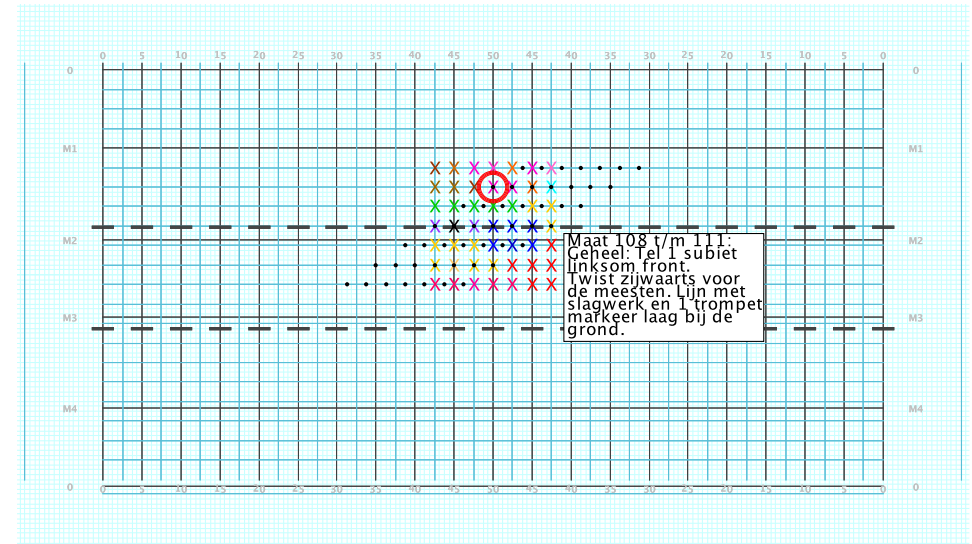 0 5 10 15 20 25 30 35 40 45 50 45 40 35 30 25 20 15 10 5 0
0 0
M1 M1
M2 M2
Maat 108 t/m 111:
Geheel: Tel 1 subiet
linksom front.
Twist zijwaarts voor
de meesten. Lijn met
slagwerk en 1 trompet
markeer laag bij de
grond.
M3 M3
M4 M4
0 0
0 5 10 15 20 25 30 35 40 45 50 45 40 35 30 25 20 15 10 5 0